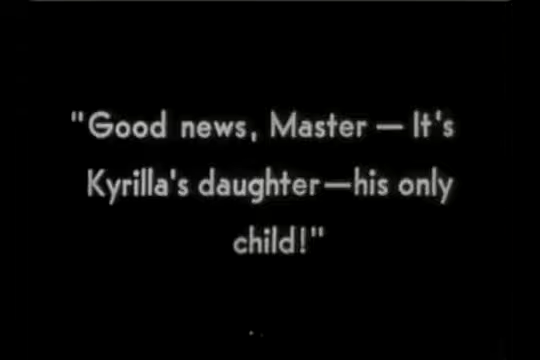 "Good news, Master — It's
Kyrilla's daughter—his only
child!"